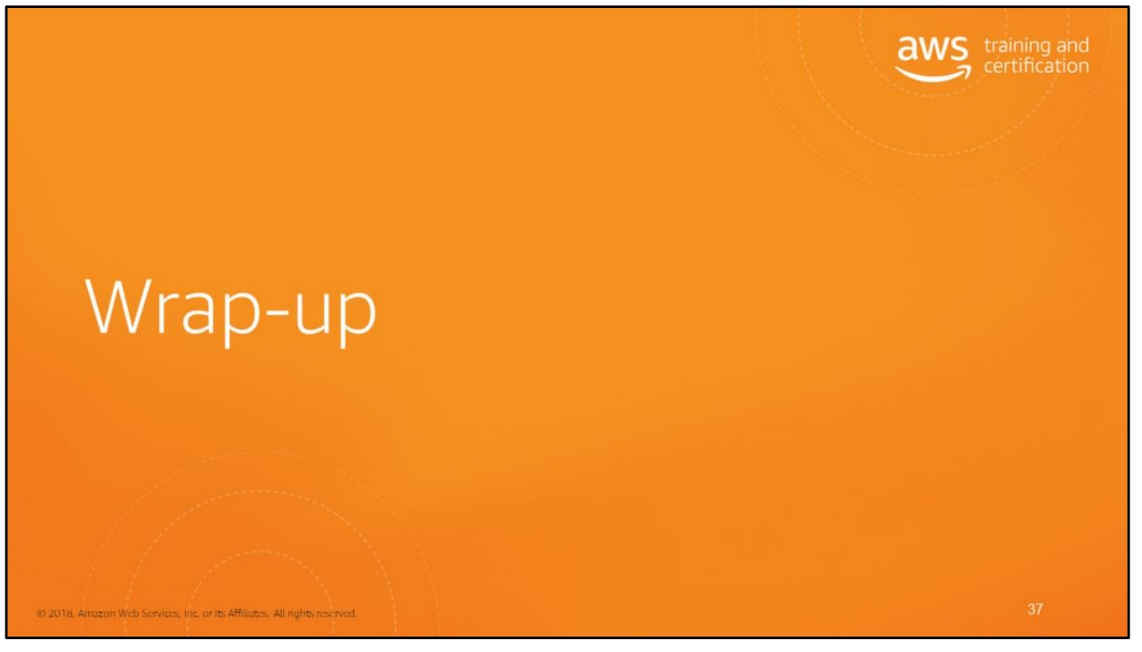 aws training and
certification
Wrap-up
© 2018, Amazon Web Services, Inc. or its Affiliates. All rights reserved.
37